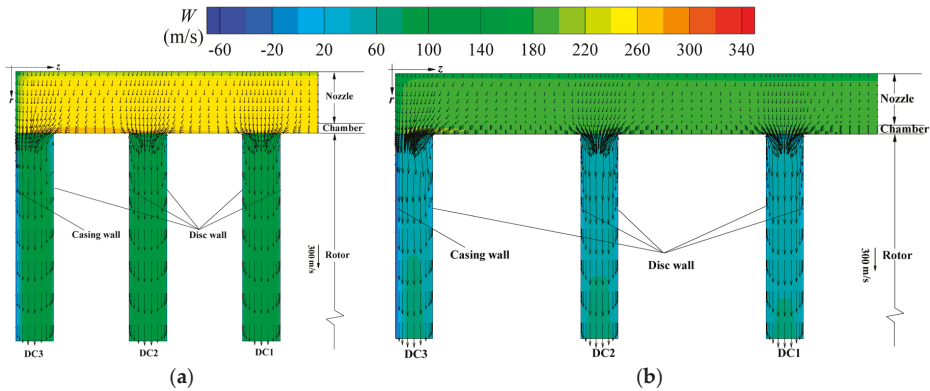 W
(m/s)
-60 -20 20 60 100 140 180 220 260 300 340
z
r
Nozzle
Chamber
Casing wall
Disc wall
300 m/s
Rotor
DC3 DC2 DC1
(a)
z
r
Nozzle
Chamber
Casing wall
Disc wall
300 m/s
Rotor
DC3 DC2 DC1
(b)